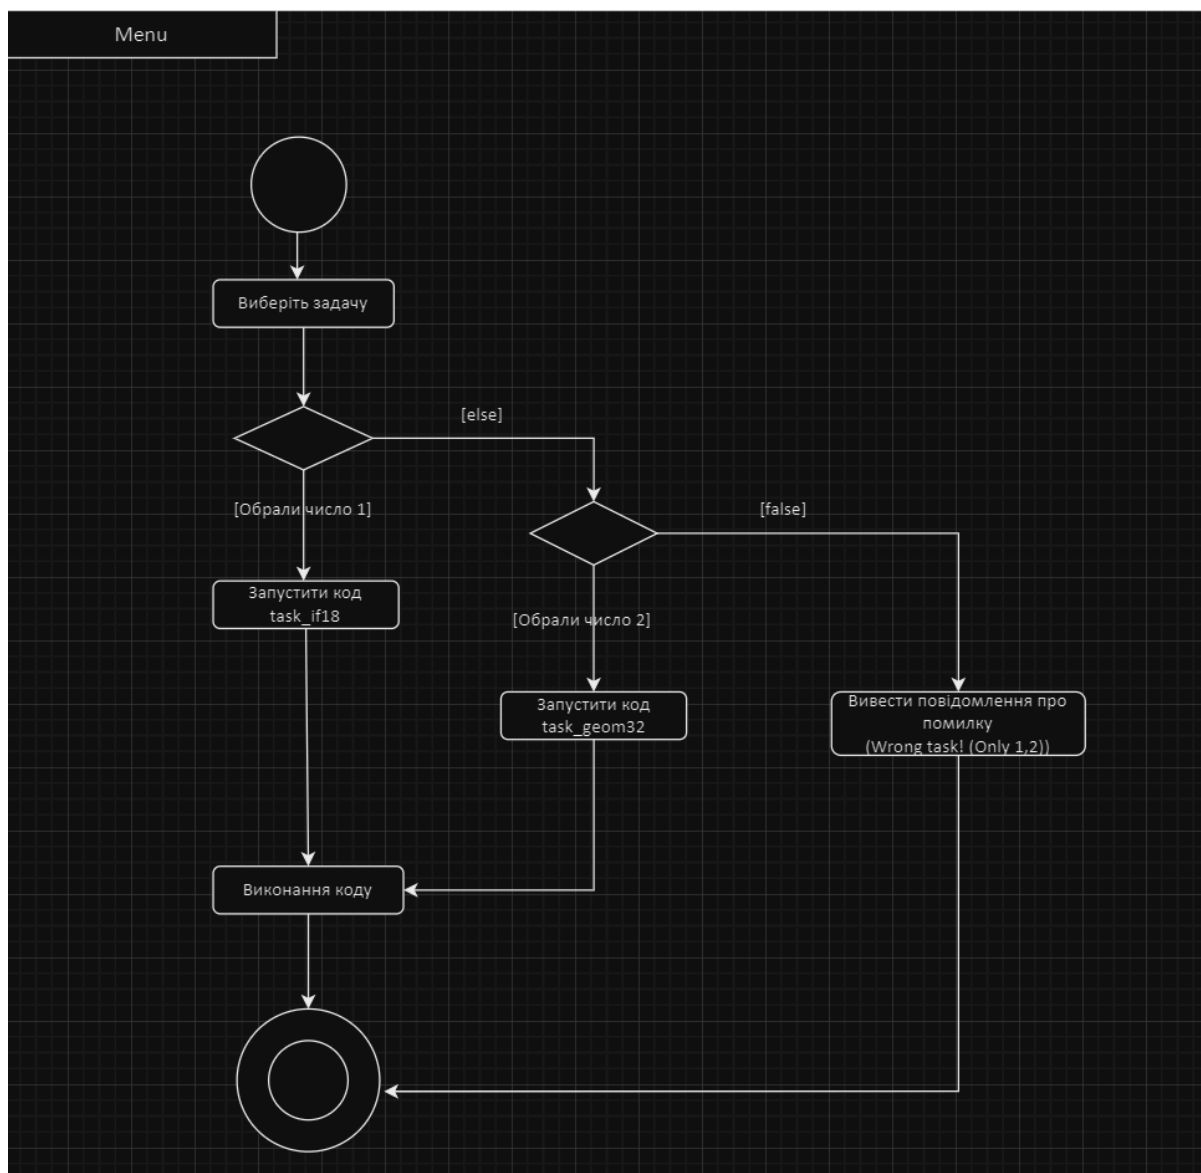 Menu
Виберіть задачу
[else]
[Обрали число 1]
[false]
Запустити код
task_if18
[Обрали число 2]
Запустити код
task_geom32
Вивести повідомлення про
помилку
(Wrong task! (Only 1,2))
Виконання коду